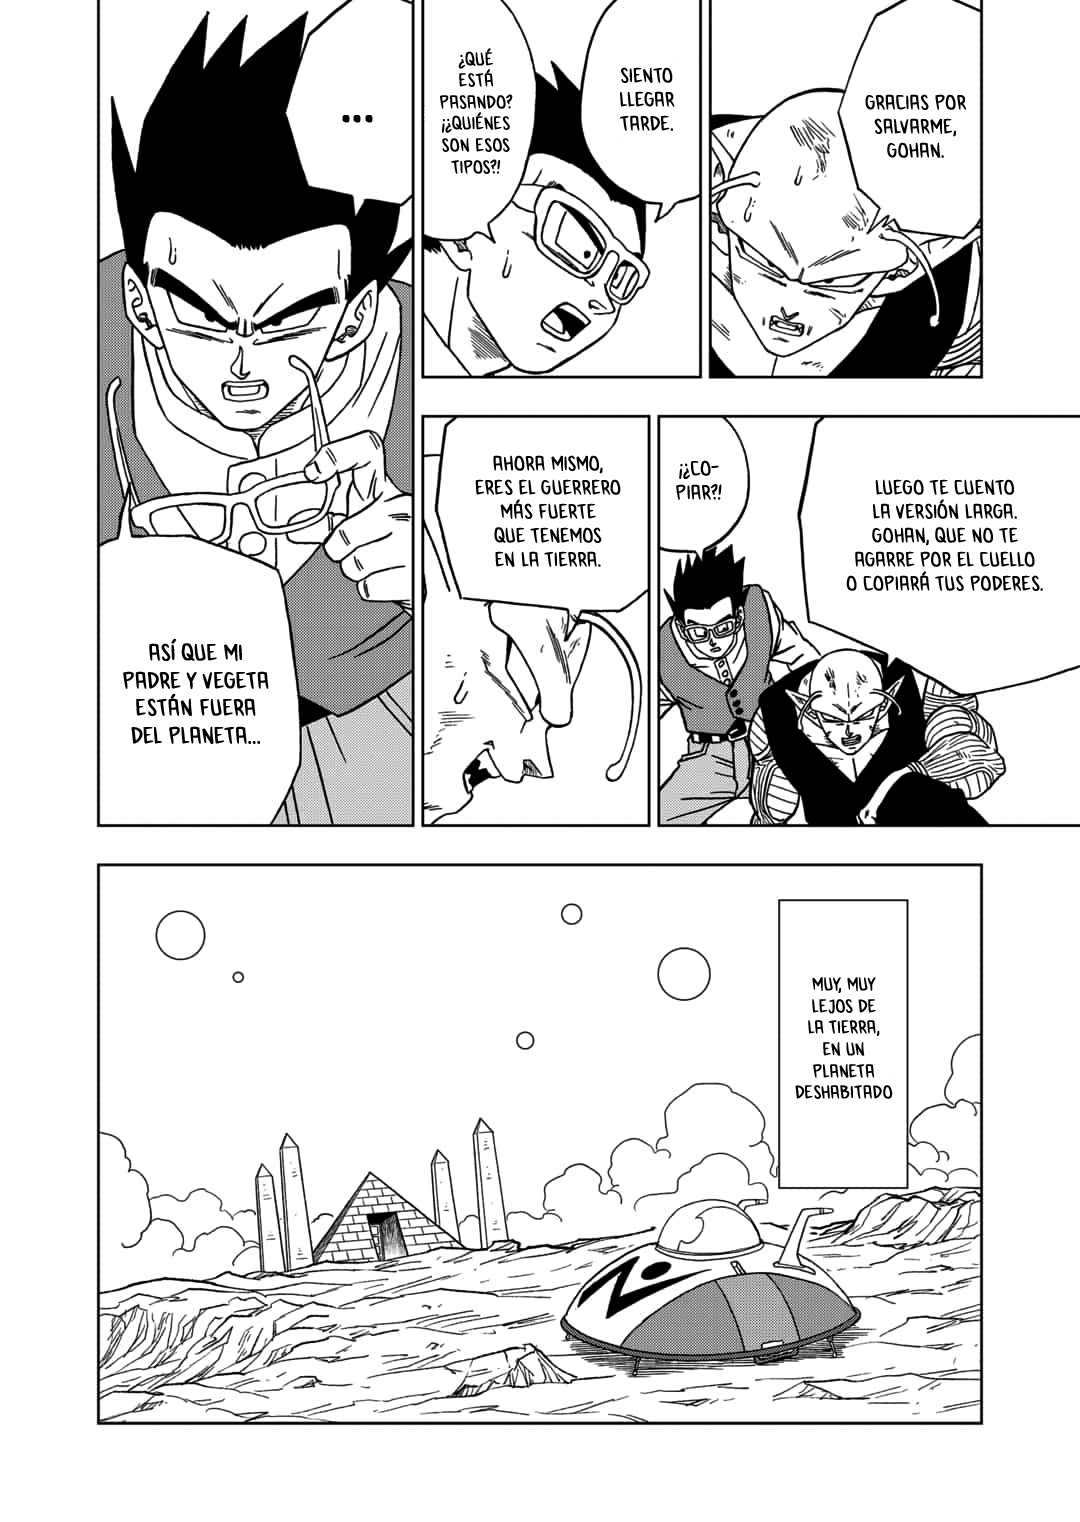 GRACIAS POR
SALVARME,
GOHAN.
SIENTO
LLEGAR
TARDE.
¿QUÉ
ESTÁ
PASANDO?
¡¿QUIÉNES
SON ESOS
TIPOS?!
...
LUEGO TE CUENTO
LA VERSIÓN LARGA.
GOHAN, QUE NO TE
AGARRE POR EL CUELLO
O COPIARÁ TUS PODERES.
¡¿CO-
PIAR?!
AHORA MISMO,
ERES EL GUERRERO
MÁS FUERTE
QUE TENEMOS
EN LA TIERRA.
ASÍ QUE MI
PADRE Y VEGETA
ESTÁN FUERA
DEL PLANETA...
MUY, MUY
LEJOS DE
LA TIERRA,
EN UN
PLANETA
DESHABITADO